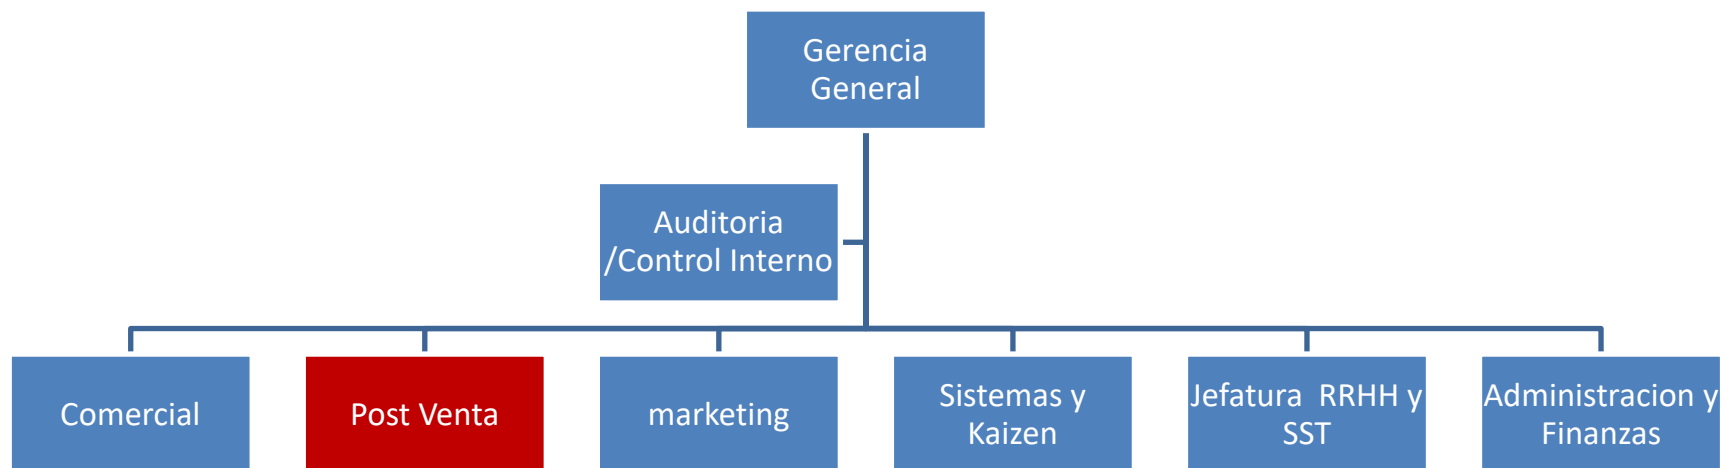 Gerencia
General
Auditoria
/Control Interno
Comercial
Post Venta
marketing
Sistemas y
Kaizen
Jefatura  RRHH y
SST
Administracion y
Finanzas